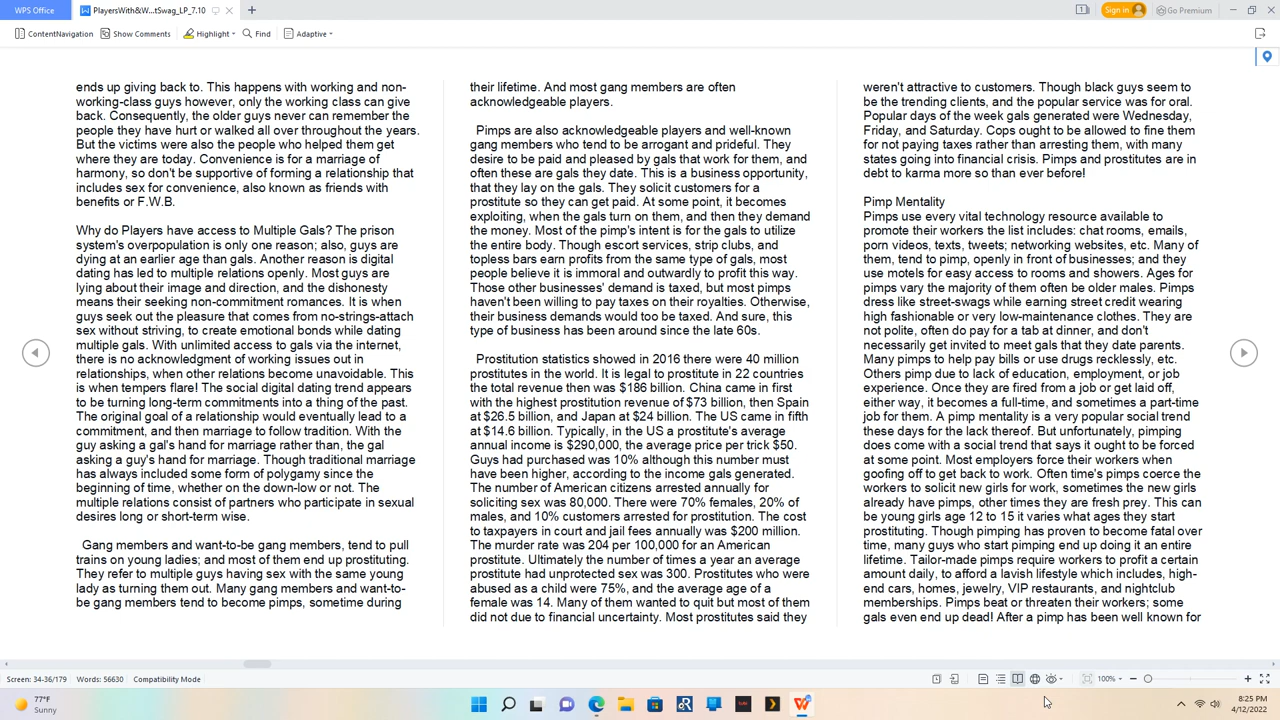 WPS Office
PlayersWith&W...tSwag_LP_7.10
Sign in
Go Premium
ContentNavigation
Show Comments
Highlight
Find
Adaptive
ends up giving back to. This happens with working and non-
working-class guys however, only the working class can give
back. Consequently, the older guys never can remember the
people they have hurt or walked all over throughout the years.
But the victims were also the people who helped them get
where they are today. Convenience is for a marriage of
harmony, so don't be supportive of forming a relationship that
includes sex for convenience, also known as friends with
benefits or F.W.B.
Why do Players have access to Multiple Gals? The prison
system's overpopulation is only one reason; also, guys are
dying at an earlier age than gals. Another reason is digital
dating has led to multiple relations openly. Most guys are
lying about their image and direction, and the dishonesty
means their seeking non-commitment romances. It is when
guys seek out the pleasure that comes from no-strings-attach
sex without striving, to create emotional bonds while dating
multiple gals. With unlimited access to gals via the internet,
there is no acknowledgment of working issues out in
relationships, when other relations become unavoidable. This
is when tempers flare! The social digital dating trend appears
to be turning long-term commitments into a thing of the past.
The original goal of a relationship would eventually lead to a
commitment, and then marriage to follow tradition. With the
guy asking a gal's hand for marriage rather than, the gal
asking a guy's hand for marriage. Though traditional marriage
has always included some form of polygamy since the
beginning of time, whether on the down-low or not. The
multiple relations consist of partners who participate in sexual
desires long or short-term wise.
Gang members and want-to-be gang members, tend to pull
trains on young ladies; and most of them end up prostituting.
They refer to multiple guys having sex with the same young
lady as turning them out. Many gang members and want-to-
be gang members tend to become pimps, sometime during
their lifetime. And most gang members are often
acknowledgeable players.
Pimps are also acknowledgeable players and well-known
gang members who tend to be arrogant and prideful. They
desire to be paid and pleased by gals that work for them, and
often these are gals they date. This is a business opportunity,
that they lay on the gals. They solicit customers for a
prostitute so they can get paid. At some point, it becomes
exploiting, when the gals turn on them, and then they demand
the money. Most of the pimp's intent is for the gals to utilize
the entire body. Though escort services, strip clubs, and
topless bars earn profits from the same type of gals, most
people believe it is immoral and outwardly to profit this way.
Those other businesses' demand is taxed, but most pimps
haven't been willing to pay taxes on their royalties. Otherwise,
their business demands would too be taxed. And sure, this
type of business has been around since the late 60s.
Prostitution statistics showed in 2016 there were 40 million
prostitutes in the world. It is legal to prostitute in 22 countries
the total revenue then was $186 billion. China came in first
with the highest prostitution revenue of $73 billion, then Spain
at $26.5 billion, and Japan at $24 billion. The US came in fifth
at $14.6 billion. Typically, in the US a prostitute's average
annual income is $290,000, the average price per trick $50.
Guys had purchased was 10% although this number must
have been higher, according to the income gals generated.
The number of American citizens arrested annually for
soliciting sex was 80,000. There were 70% females, 20% of
males, and 10% customers arrested for prostitution. The cost
to taxpayers in court and jail fees annually was $200 million.
The murder rate was 204 per 100,000 for an American
prostitute. Ultimately the number of times a year an average
prostitute had unprotected sex was 300. Prostitutes who were
abused as a child were 75%, and the average age of a
female was 14. Many of them wanted to quit but most of them
did not due to financial uncertainty. Most prostitutes said they
weren't attractive to customers. Though black guys seem to
be the trending clients, and the popular service was for oral.
Popular days of the week gals generated were Wednesday,
Friday, and Saturday. Cops ought to be allowed to fine them
for not paying taxes rather than arresting them, with many
states going into financial crisis. Pimps and prostitutes are in
debt to karma more so than ever before!
Pimp Mentality
Pimps use every vital technology resource available to
promote their workers the list includes: chat rooms, emails,
porn videos, texts, tweets; networking websites, etc. Many of
them, tend to pimp, openly in front of businesses; and they
use motels for easy access to rooms and showers. Ages for
pimps vary the majority of them often be older males. Pimps
dress like street-swags while earning street credit wearing
high fashionable or very low-maintenance clothes. They are
not polite, often do pay for a tab at dinner, and don't
necessarily get invited to meet gals that they date parents.
Many pimps to help pay bills or use drugs recklessly, etc.
Others pimp due to lack of education, employment, or job
experience. Once they are fired from a job or get laid off,
either way, it becomes a full-time, and sometimes a part-time
job for them. A pimp mentality is a very popular social trend
these days for the lack thereof. But unfortunately, pimping
does come with a social trend that says it ought to be forced
at some point. Most employers force their workers when
goofing off to get back to work. Often time's pimps coerce the
workers to solicit new girls for work, sometimes the new girls
already have pimps, other times they are fresh prey. This can
be young girls age 12 to 15 it varies what ages they start
prostituting. Though pimping has proven to become fatal over
time, many guys who start pimping end up doing it an entire
lifetime. Tailor-made pimps require workers to profit a certain
amount daily, to afford a lavish lifestyle which includes, high-
end cars, homes, jewelry, VIP restaurants, and nightclub
memberships. Pimps beat or threaten their workers; some
gals even end up dead! After a pimp has been well known for
Screen: 34-36/179
Words: 56630
Compatibility Mode
100%
77°F
Sunny
8:25 PM
4/12/2022